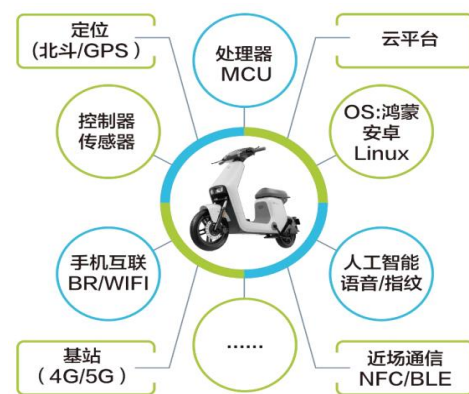 定位
(北斗/GPS)
处理器
MCU
云平台
控制器
传感器
OS:鸿蒙
安卓
Linux
手机互联
BR/WIFI
人工智能
语音/指纹
基站
(4G/5G)
......
近场通信
NFC/BLE